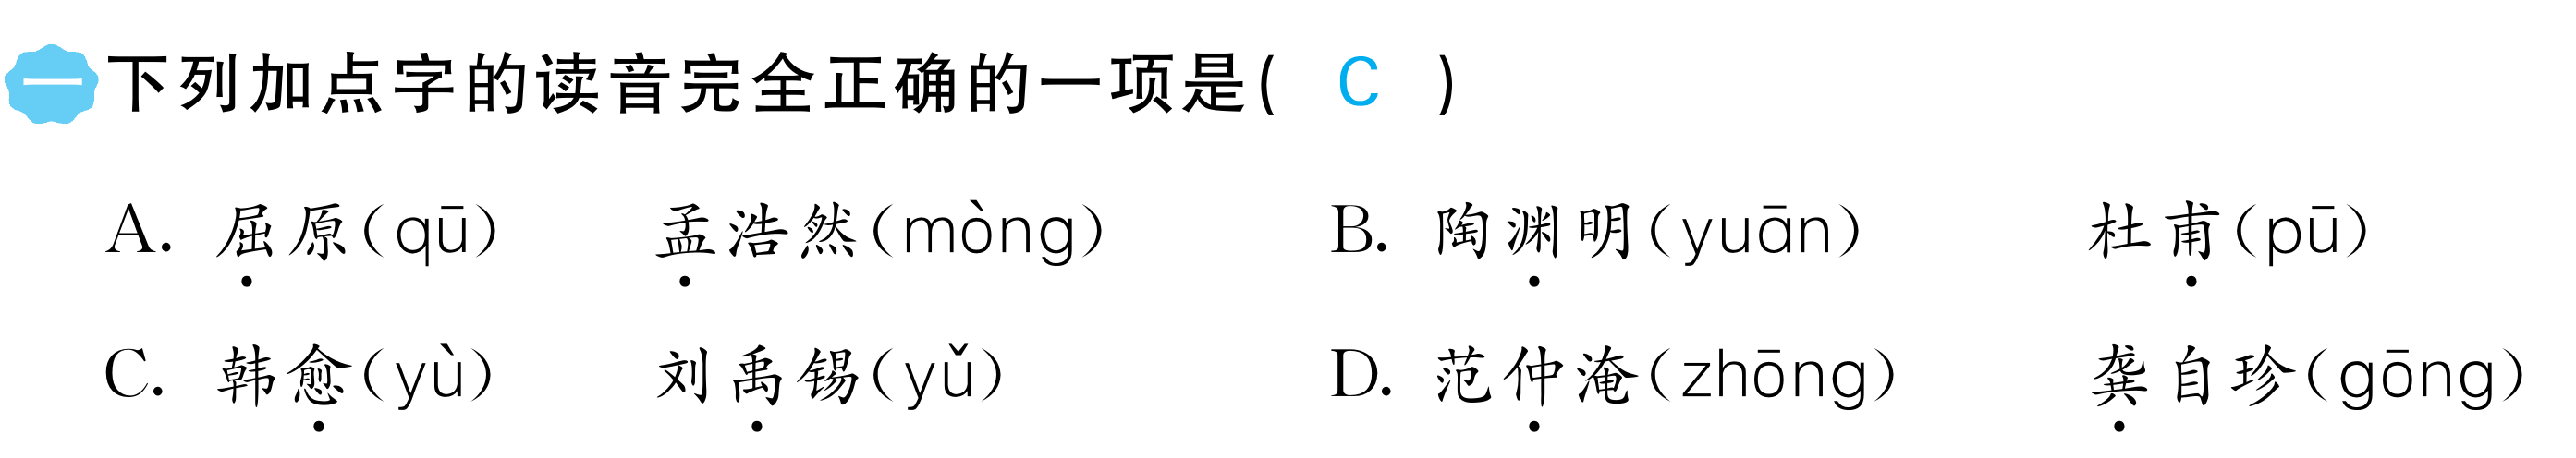 一 下列加点字的读音完全正确的一项是( C )
A. 屈原(qū) 孟浩然(mòng) B. 陶渊明(yuān) 杜甫(pū)
C. 韩愈(yù) 刘禹锡(yǔ) D. 范仲淹(zhōng) 龚自珍(gōng)